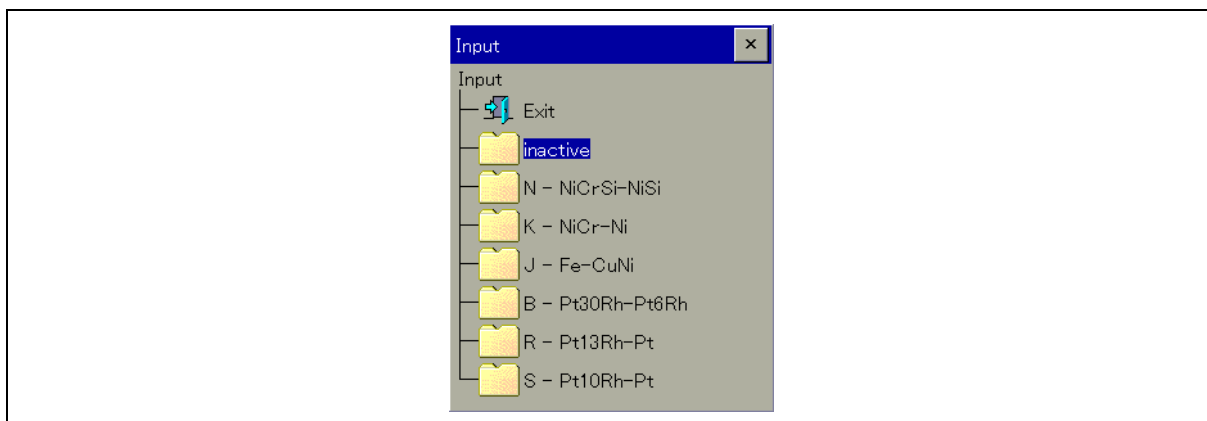 Input
Input
Exit
inactive
N - NiCrSi-NiSi
K - NiCr-Ni
J - Fe-CuNi
B - Pt30Rh-Pt6Rh
R - Pt13Rh-Pt
S - Pt10Rh-Pt